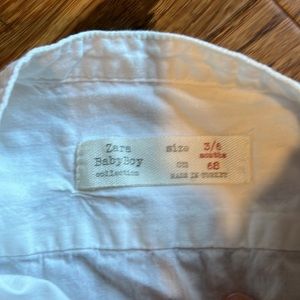 Zara
BabyBoy
collection
size 3/6
months
cm 68
MADE IN TURKEY